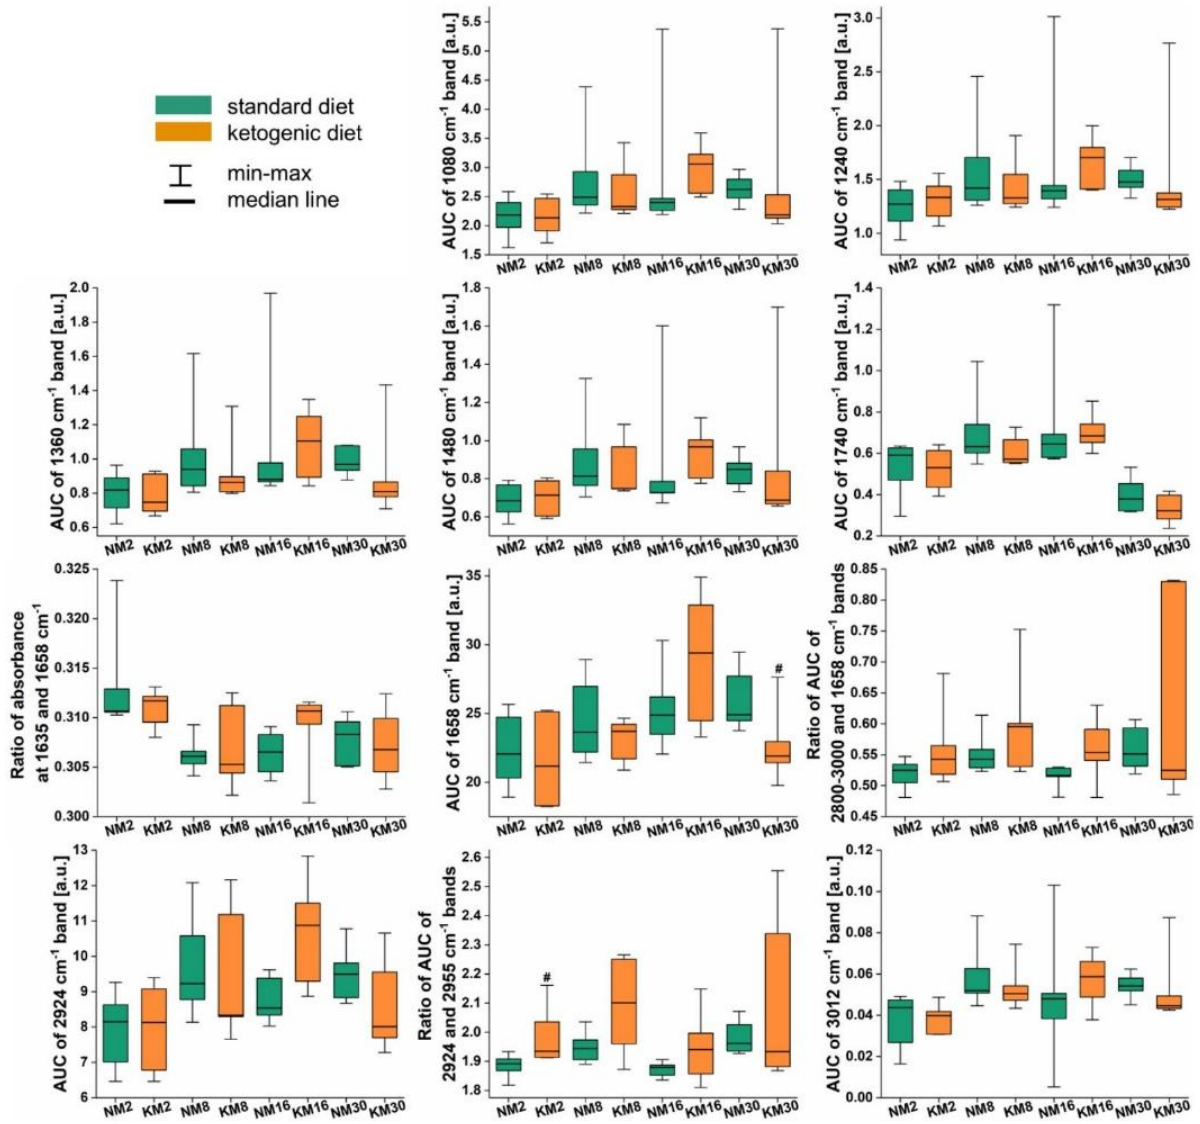 standard diet
ketogenic diet
min-max
median line
AUC of 1080 cm⁻¹ band [a.u.]
5.5
5.0
4.5
4.0
3.5
3.0
2.5
2.0
1.5
NM2 KM2 NM8 KM8 NM16 KM16 NM30 KM30
AUC of 1240 cm⁻¹ band [a.u.]
3.0
2.5
2.0
1.5
1.0
NM2 KM2 NM8 KM8 NM16 KM16 NM30 KM30
AUC of 1360 cm⁻¹ band [a.u.]
2.0
1.8
1.6
1.4
1.2
1.0
0.8
0.6
NM2 KM2 NM8 KM8 NM16 KM16 NM30 KM30
AUC of 1480 cm⁻¹ band [a.u.]
1.8
1.6
1.4
1.2
1.0
0.8
0.6
NM2 KM2 NM8 KM8 NM16 KM16 NM30 KM30
AUC of 1740 cm⁻¹ band [a.u.]
1.4
1.2
1.0
0.8
0.6
0.4
0.2
NM2 KM2 NM8 KM8 NM16 KM16 NM30 KM30
Ratio of absorbance
at 1635 and 1658 cm⁻¹
0.325
0.320
0.315
0.310
0.305
0.300
NM2 KM2 NM8 KM8 NM16 KM16 NM30 KM30
AUC of 1658 cm⁻¹ band [a.u.]
35
30
25
20
#
NM2 KM2 NM8 KM8 NM16 KM16 NM30 KM30
Ratio of AUC of
2800-3000 and 1658 cm⁻¹ bands
0.85
0.80
0.75
0.70
0.65
0.60
0.55
0.50
0.45
NM2 KM2 NM8 KM8 NM16 KM16 NM30 KM30
AUC of 2924 cm⁻¹ band [a.u.]
13
12
11
10
9
8
7
6
NM2 KM2 NM8 KM8 NM16 KM16 NM30 KM30
Ratio of AUC of
2924 and 2955 cm⁻¹ bands
2.6
2.5
2.4
2.3
2.2
2.1
2.0
1.9
1.8
#
NM2 KM2 NM8 KM8 NM16 KM16 NM30 KM30
AUC of 3012 cm⁻¹ band [a.u.]
0.12
0.10
0.08
0.06
0.04
0.02
0.00
NM2 KM2 NM8 KM8 NM16 KM16 NM30 KM30